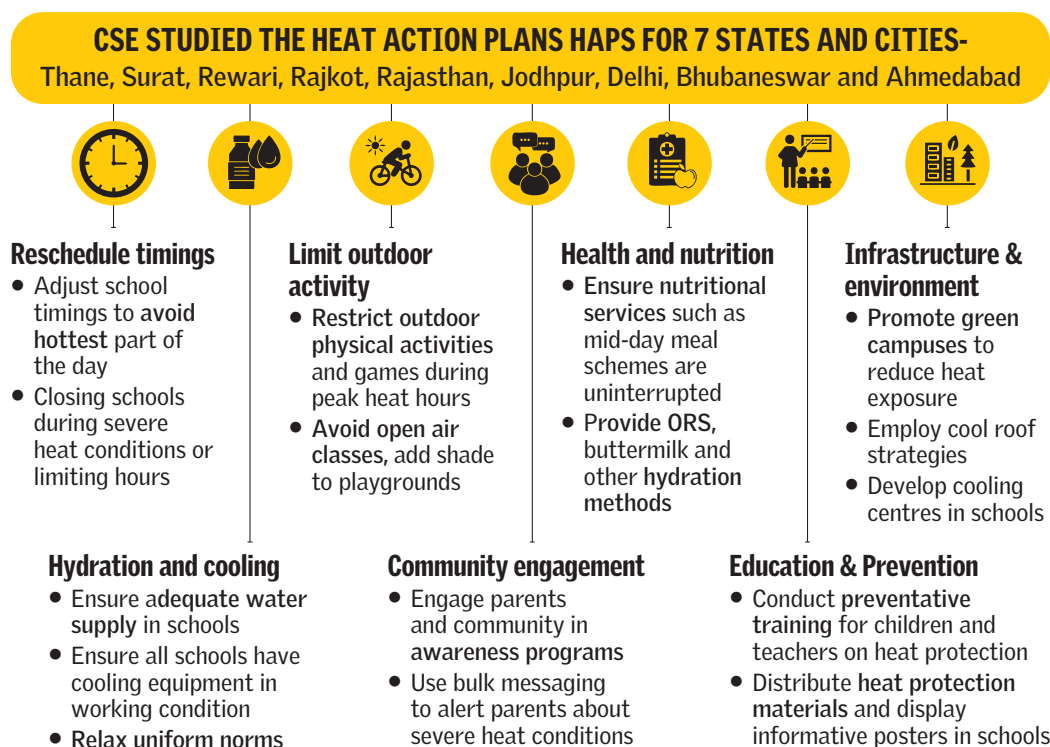 CSE STUDIED THE HEAT ACTION PLANS HAPS FOR 7 STATES AND CITIES-
Thane, Surat, Rewari, Rajkot, Rajasthan, Jodhpur, Delhi, Bhubaneswar and Ahmedabad
Reschedule timings
• Adjust school
timings to avoid
hottest part of
the day
• Closing schools
during severe
heat conditions or
limiting hours
Limit outdoor
activity
• Restrict outdoor
physical activities
and games during
peak heat hours
• Avoid open air
classes, add shade
to playgrounds
Health and nutrition
• Ensure nutritional
services such as
mid-day meal
schemes are
uninterrupted
• Provide ORS,
buttermilk and
other hydration
methods
Infrastructure &
environment
• Promote green
campuses to
reduce heat
exposure
• Employ cool roof
strategies
• Develop cooling
centres in schools
Hydration and cooling
• Ensure adequate water
supply in schools
• Ensure all schools have
cooling equipment in
working condition
• Relax uniform norms
Community engagement
• Engage parents
and community in
awareness programs
• Use bulk messaging
to alert parents about
severe heat conditions
Education & Prevention
• Conduct preventative
training for children and
teachers on heat protection
• Distribute heat protection
materials and display
informative posters in schools